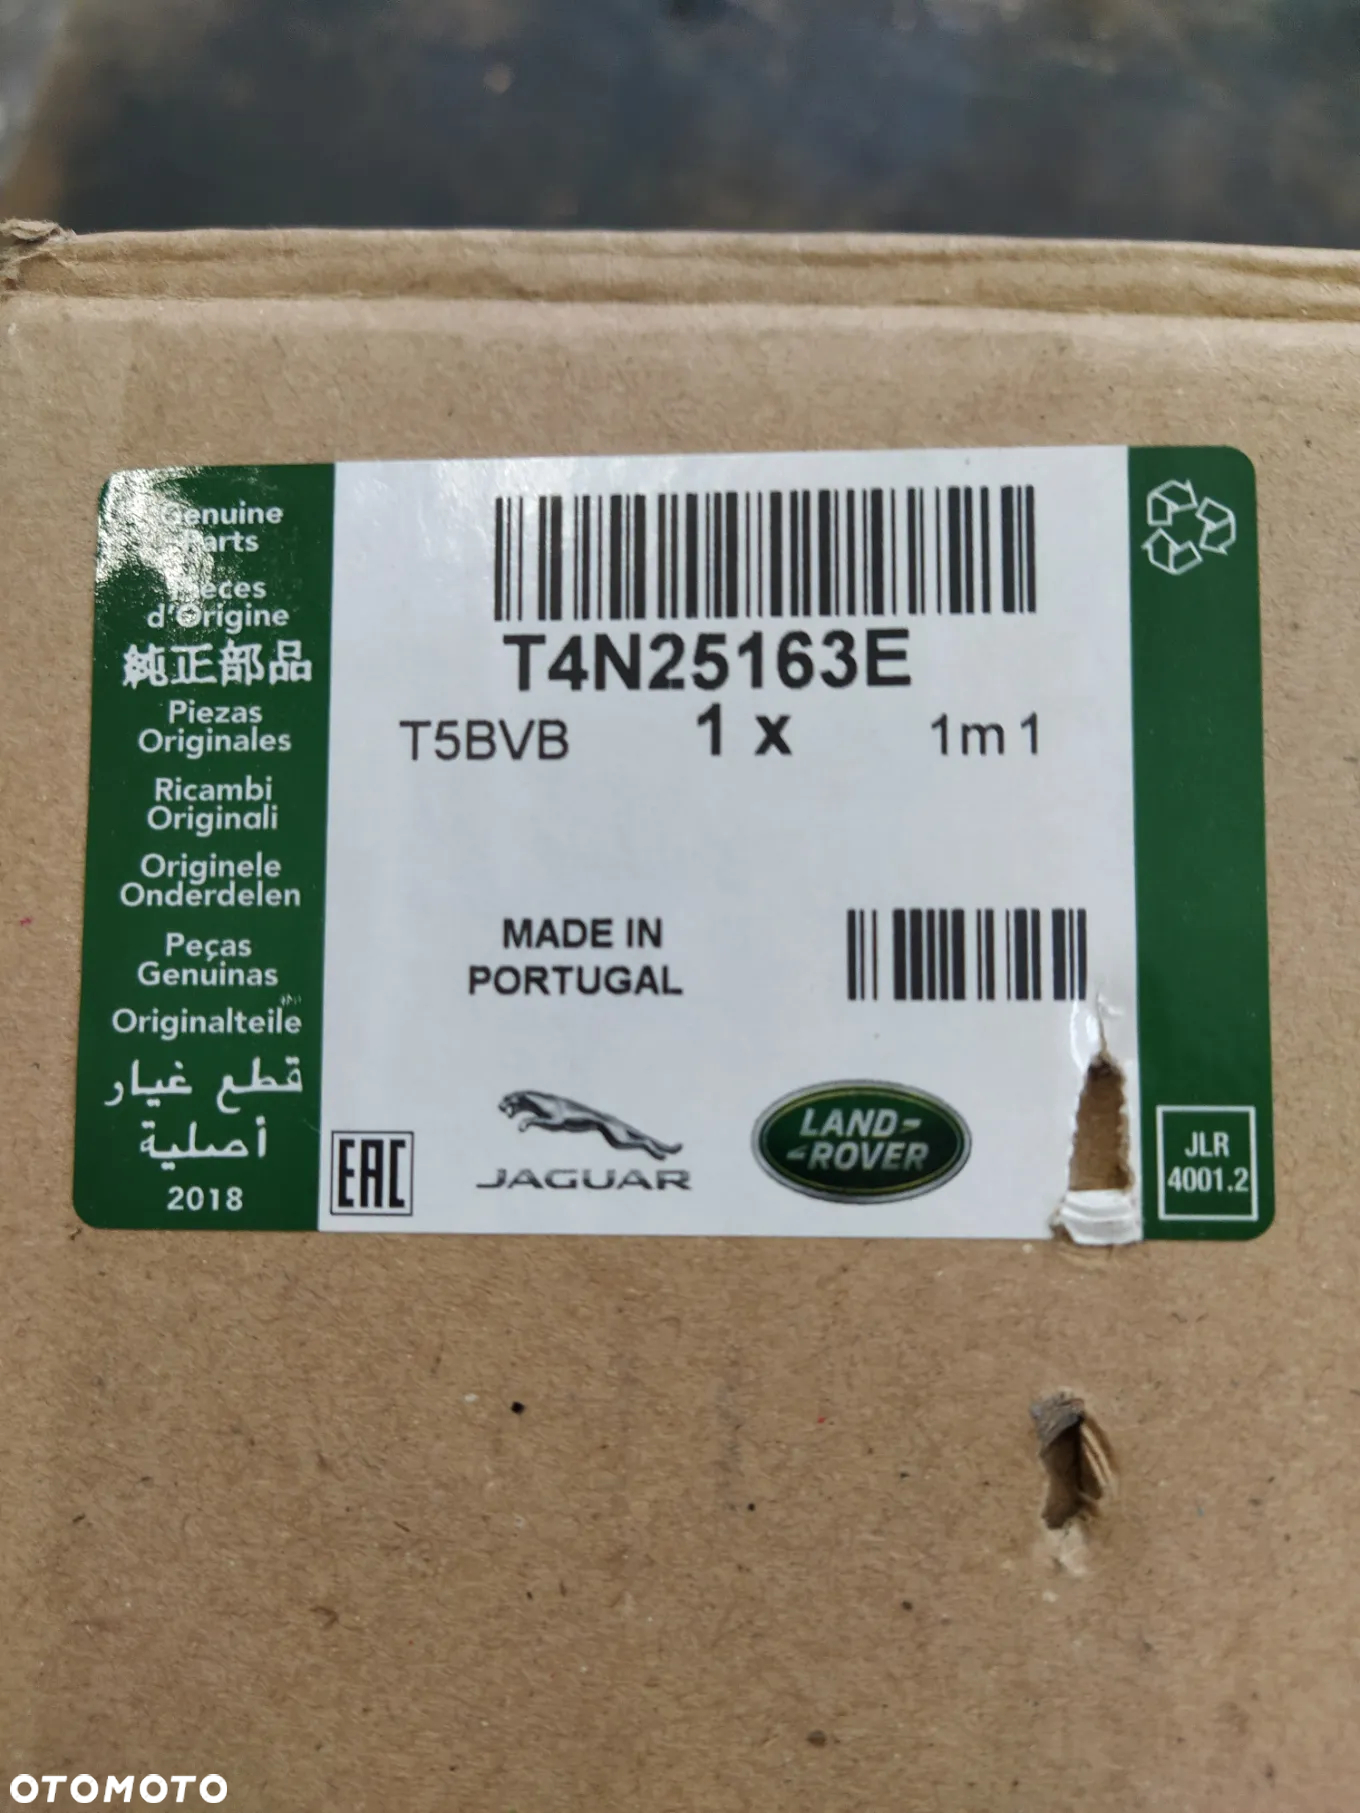 Genuine
Parts
Pièces
d'Origine
純正部品
Piezas
Originales
Ricambi
Originali
Originele
Onderdelen
Peças
Genuinas
Originalteile
قطع غيار
أصلية
2018
T4N25163E
T5BVB 1 x 1m1
MADE IN
PORTUGAL
EAC
JAGUAR
LAND-
-ROVER
JLR
4001.2
OTOMOTO